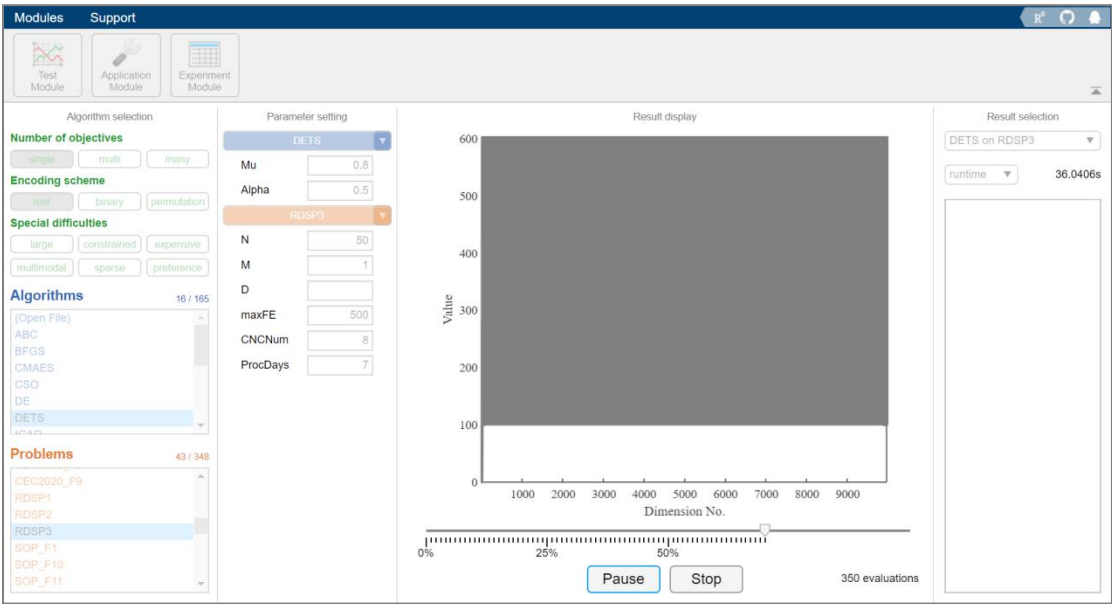 Modules Support
Test Module
Application Module
Experiment Module
Algorithm selection
Number of objectives
single multi many
Encoding scheme
real binary permutation
Special difficulties
large constrained expensive
multimodal sparse preference
Algorithms 16 / 165
(Open File)
ABC
BFGS
CMAES
CSO
DE
DETS
Problems 43 / 348
CEC2020_F9
RDSP1
RDSP2
RDSP3
SOP_F1
SOP_F10
SOP_F11
Parameter setting
DETS
Mu 0.8
Alpha 0.5
RDSP3
N 50
M 1
D
maxFE 500
CNCNum 8
ProcDays 7
Result display
600
500
400
300
200
100
0
Value
1000 2000 3000 4000 5000 6000 7000 8000 9000
Dimension No.
0% 25% 50%
Pause Stop 350 evaluations
Result selection
DETS on RDSP3
runtime 36.0406s